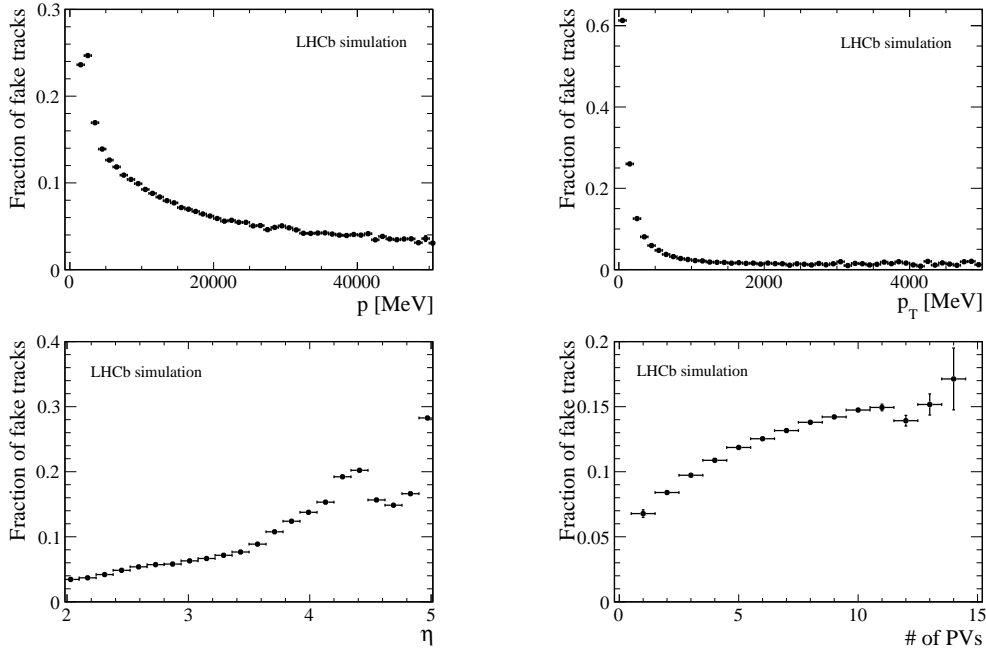 Fraction of fake tracks
0.3
0.2
0.1
0
LHCb simulation
0
20000
40000
p [MeV]
Fraction of fake tracks
0.6
0.4
0.2
0
LHCb simulation
0
2000
4000
p_T [MeV]
Fraction of fake tracks
0.4
0.3
0.2
0.1
0
LHCb simulation
2
3
4
5
η
Fraction of fake tracks
0.2
0.15
0.1
0.05
0
LHCb simulation
0
5
10
15
# of PVs